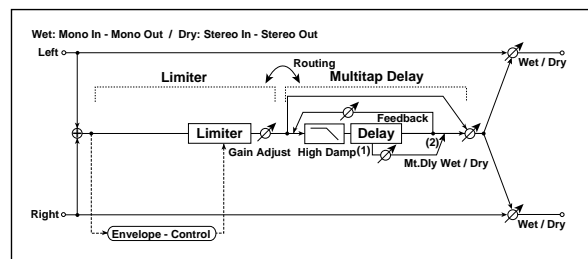 Wet: Mono In - Mono Out / Dry: Stereo In - Stereo Out
Left
Wet / Dry
Routing
Limiter
Multitap Delay
Feedback
Limiter
Delay
Gain Adjust
High Damp
(1)
(2)
Mt.Dly Wet / Dry
Right
Wet / Dry
Envelope - Control